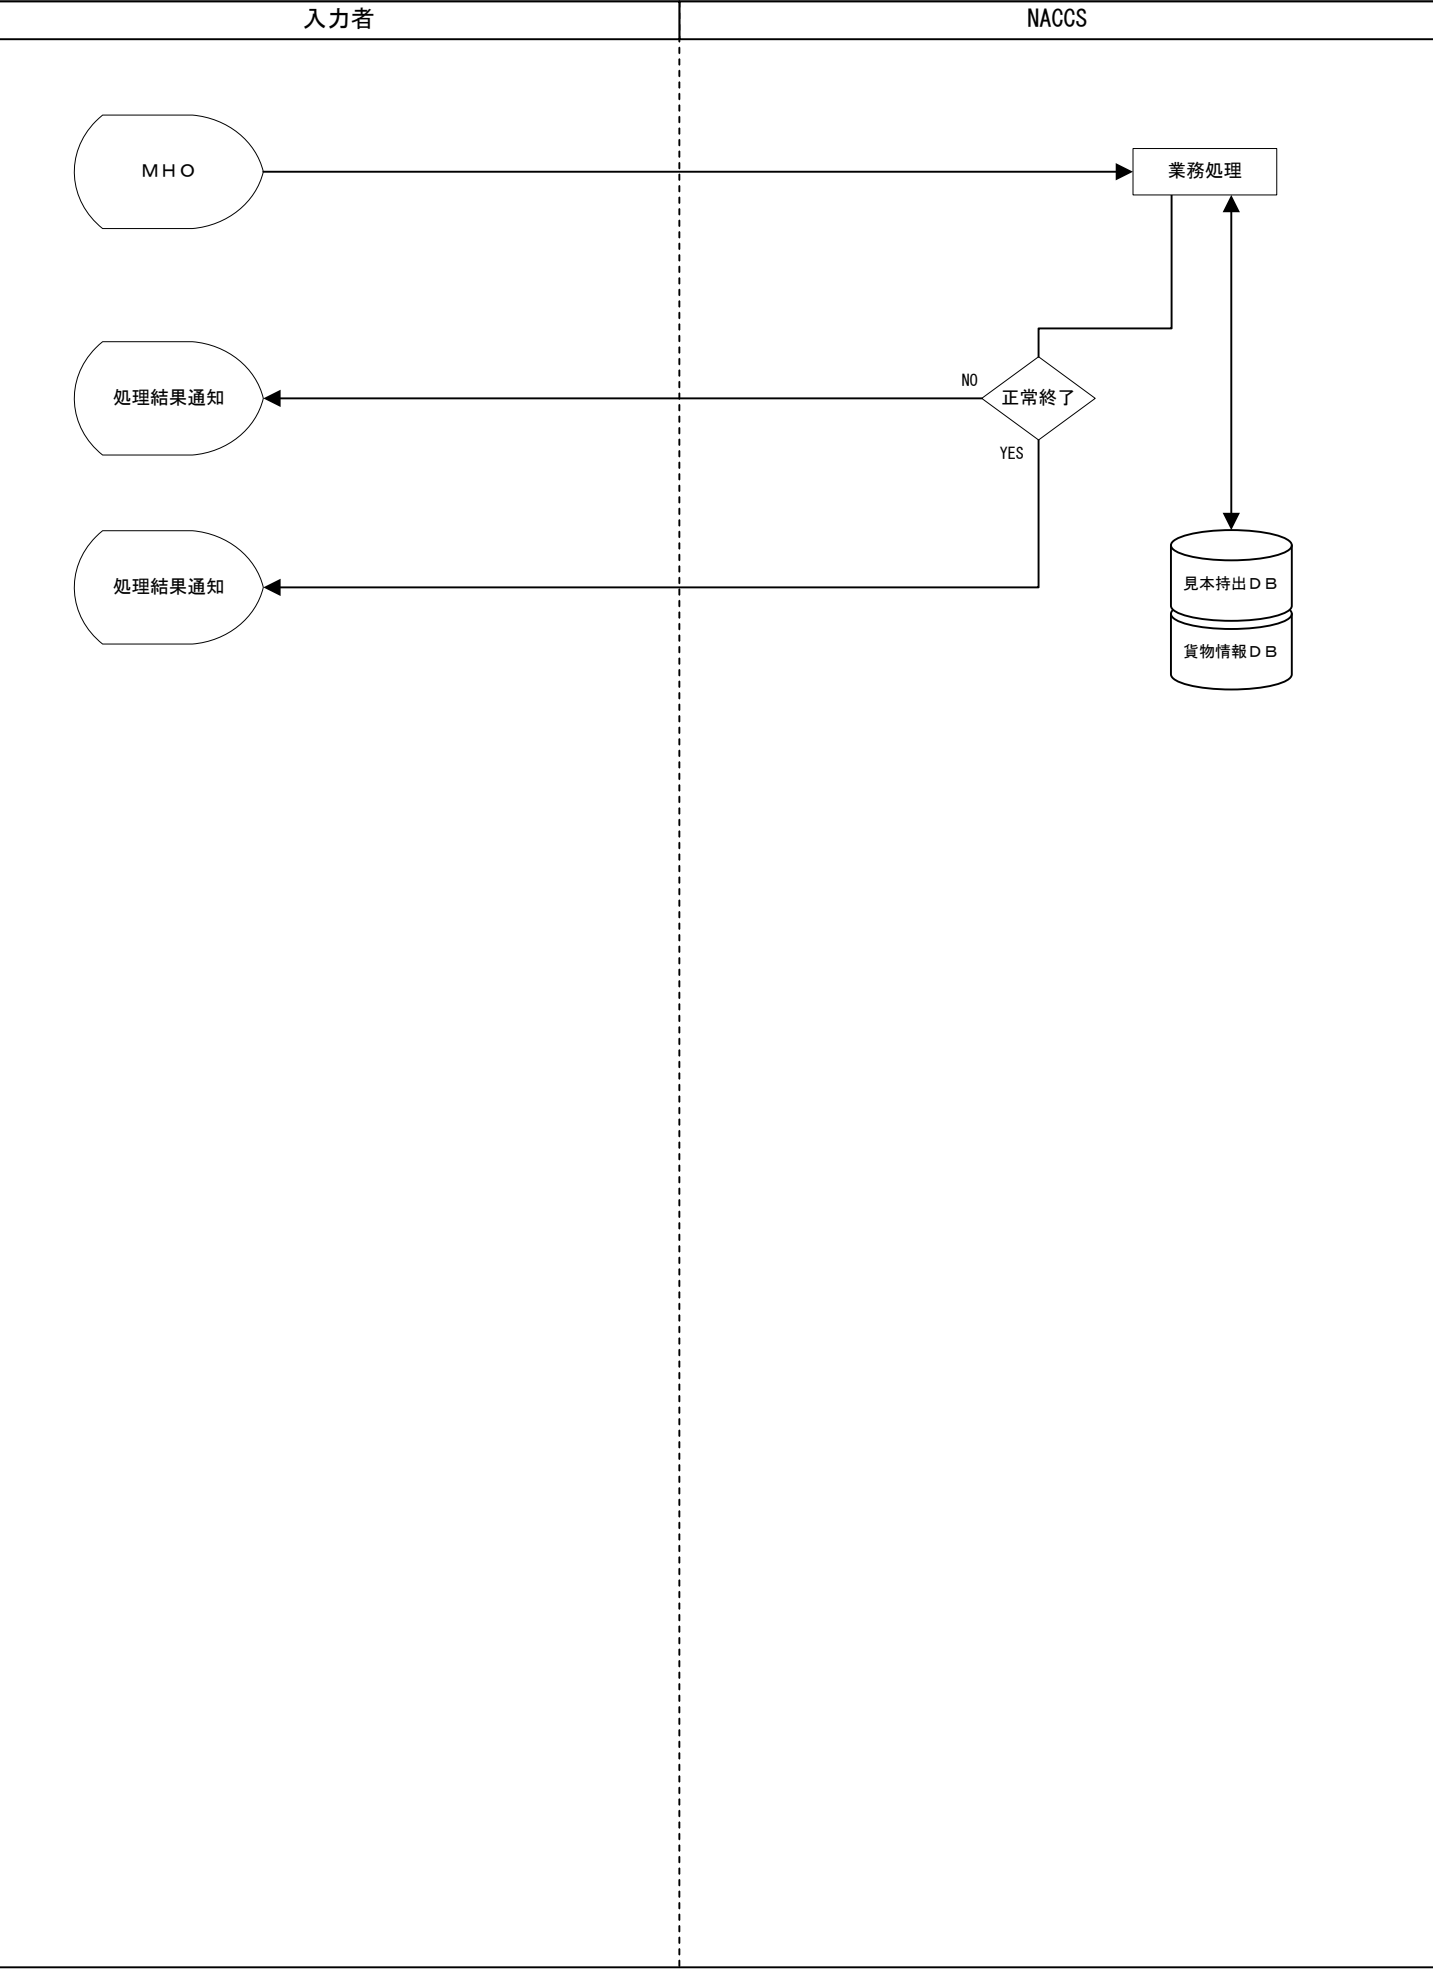 入力者
NACCS
ＭＨＯ
業務処理
NO
処理結果通知
正常終了
YES
処理結果通知
見本持出ＤＢ
貨物情報ＤＢ